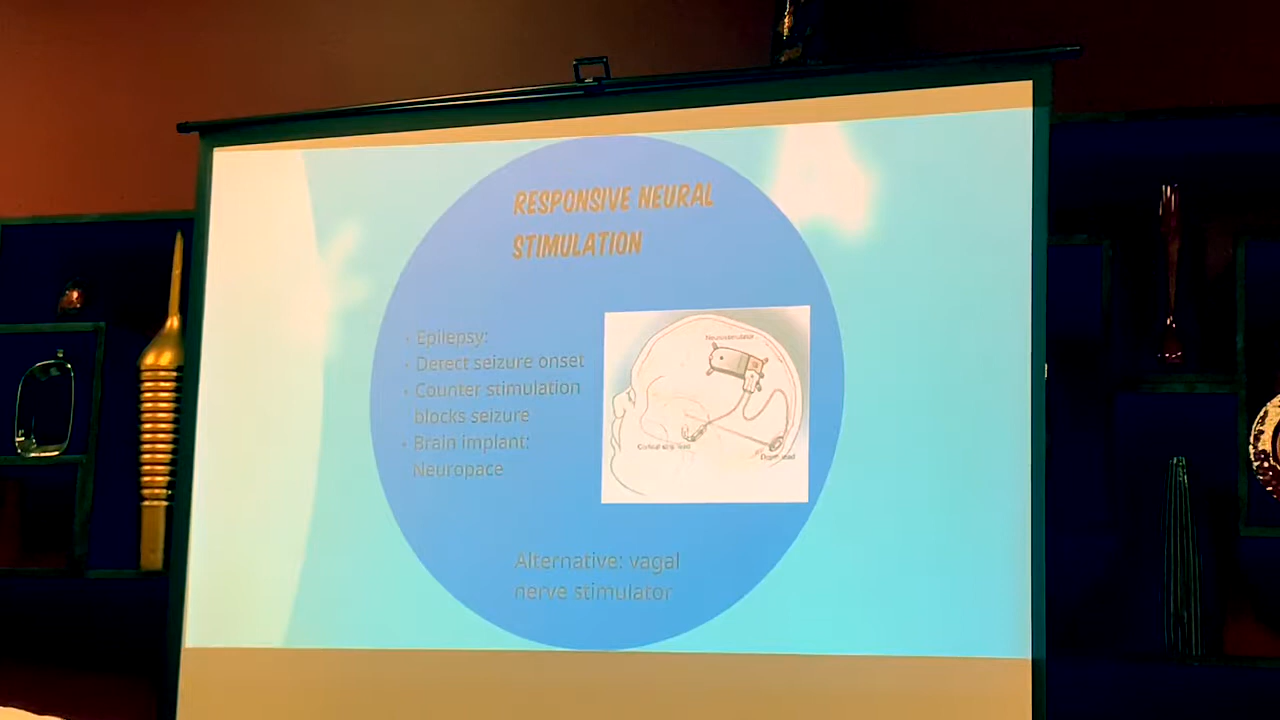 RESPONSIVE NEURAL
STIMULATION
• Epilepsy:
• Detect seizure onset
• Counter stimulation
blocks seizure
• Brain implant:
Neuropace
Neurostimulator
Cortical strip lead
Depth lead
Alternative: vagal
nerve stimulator